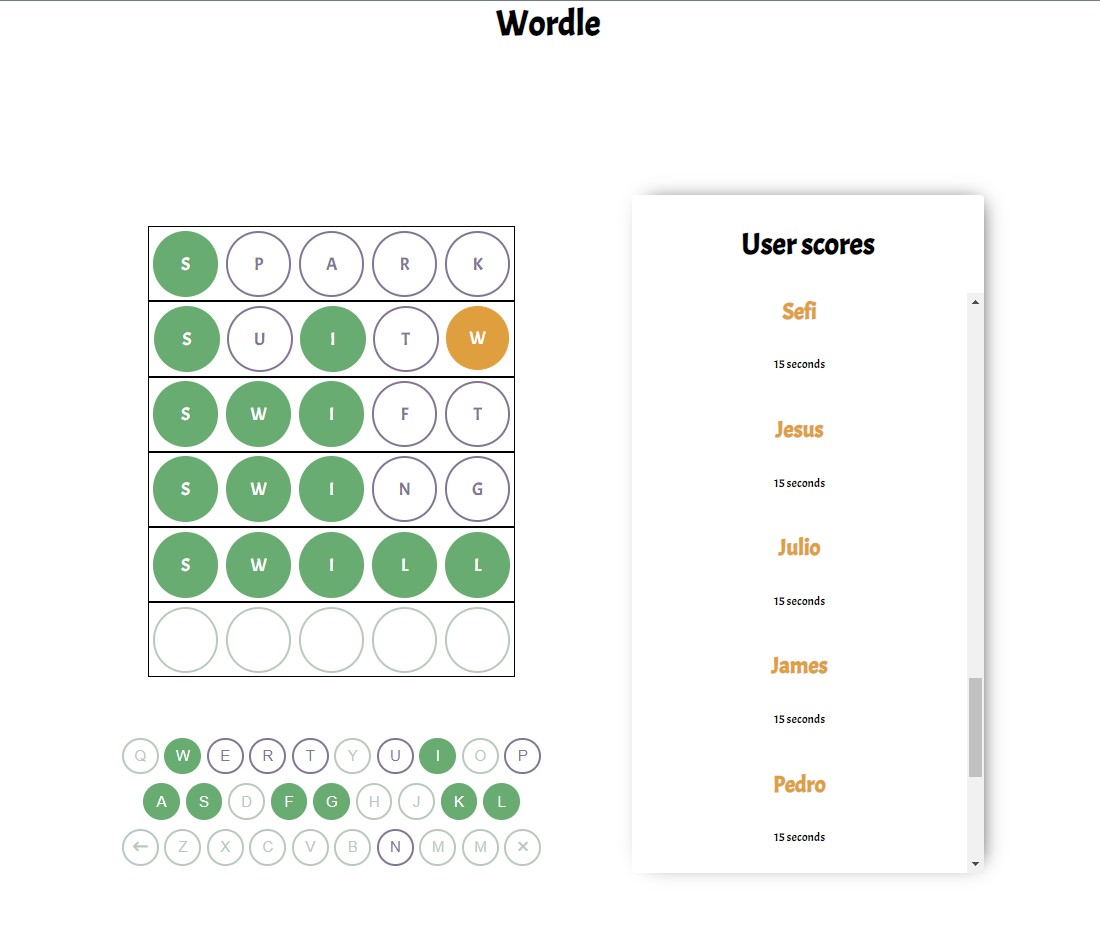 Wordle
S P A R K
S U I T W
S W I F T
S W I N G
S W I L L
Q W E R T Y U I O P
A S D F G H J K L
← Z X C V B N M M ×
User scores
Sefi
15 seconds
Jesus
15 seconds
Julio
15 seconds
James
15 seconds
Pedro
15 seconds